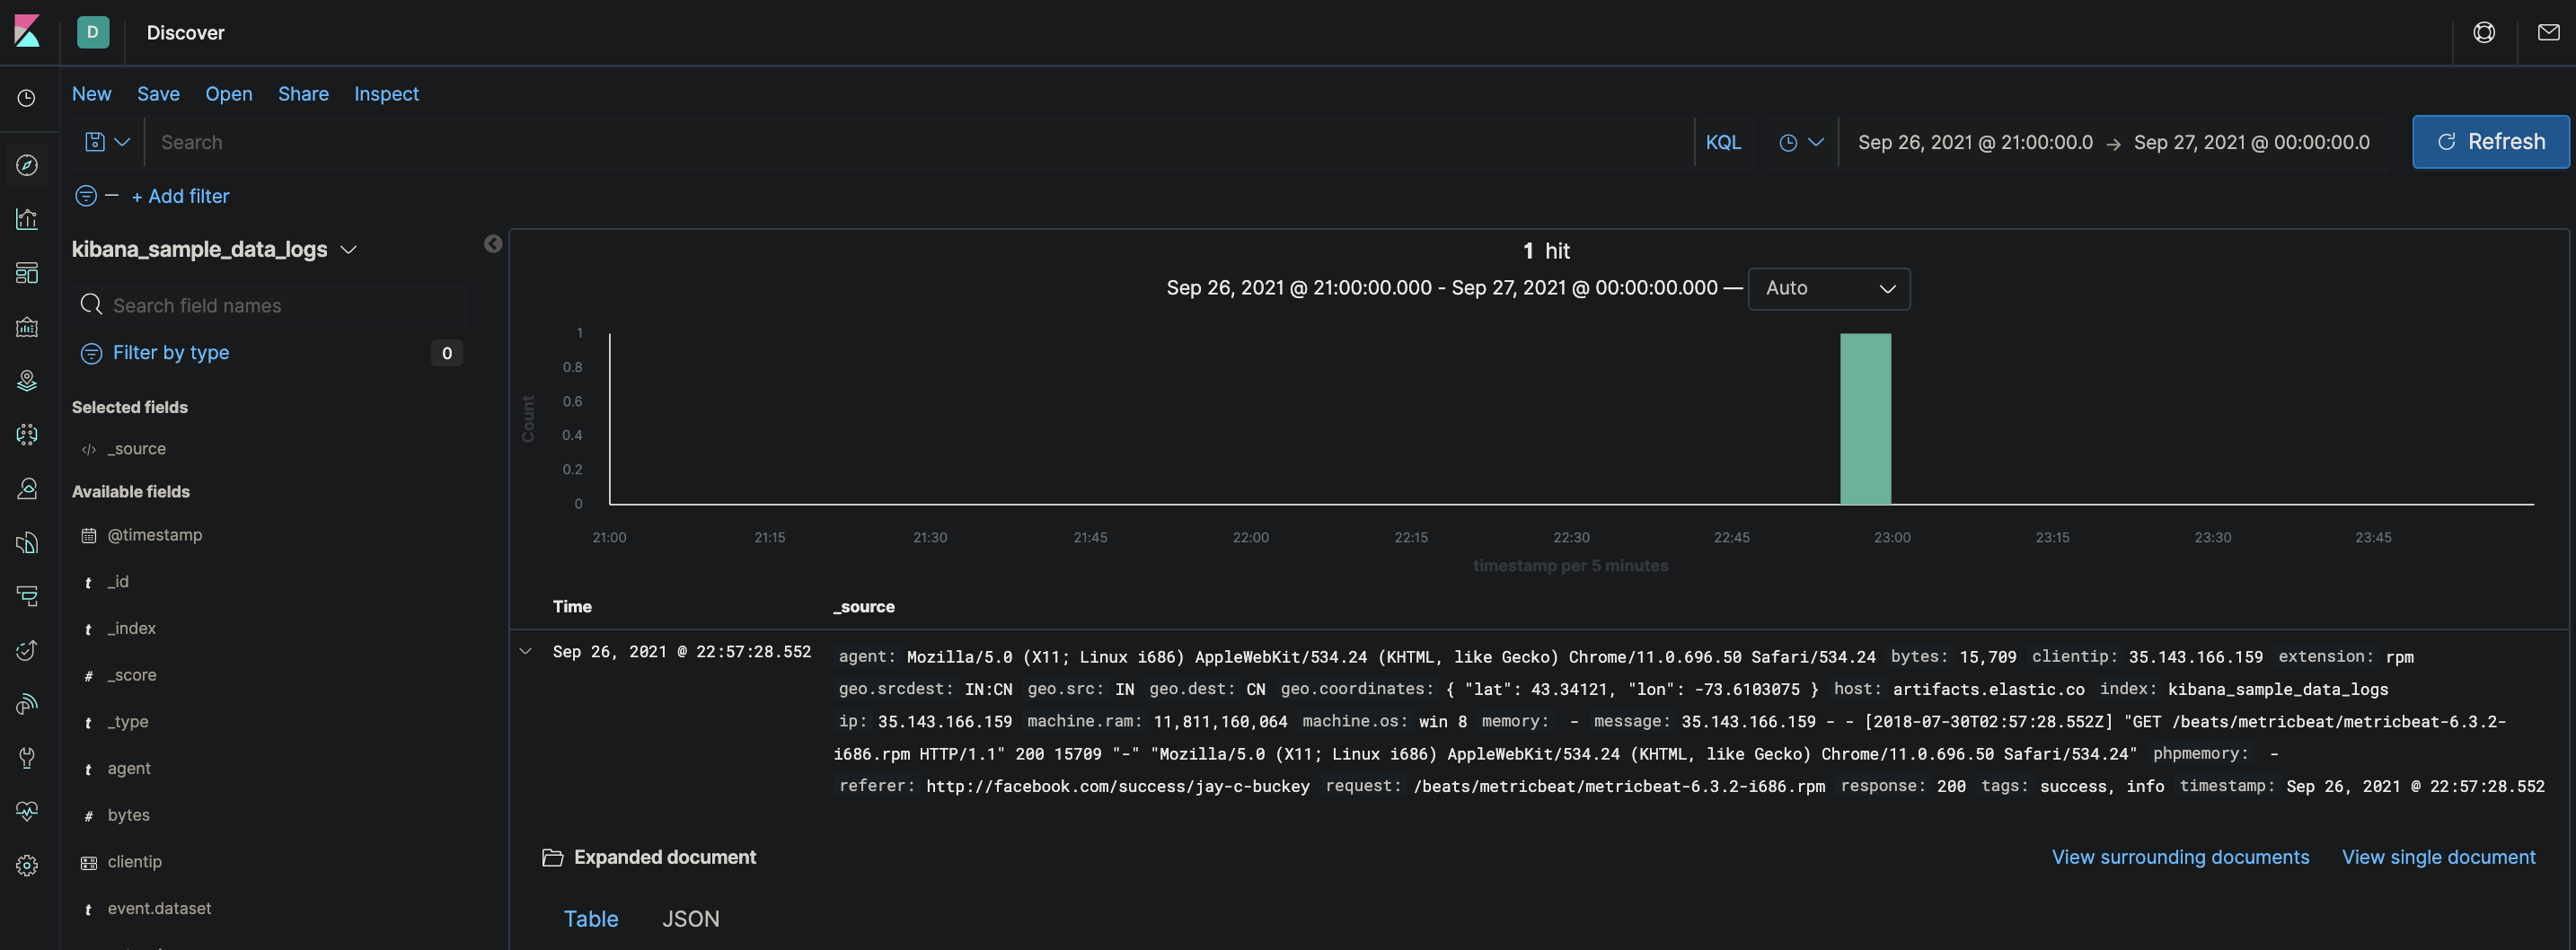 D Discover
New Save Open Share Inspect
Search KQL Sep 26, 2021 @ 21:00:00.0 → Sep 27, 2021 @ 00:00:00.0 Refresh
+ Add filter
kibana_sample_data_logs
Search field names
Filter by type 0
Selected fields
_source
Available fields
@timestamp
t _id
t _index
# _score
t _type
t agent
# bytes
clientip
t event.dataset
1 hit
Sep 26, 2021 @ 21:00:00.000 - Sep 27, 2021 @ 00:00:00.000 — Auto
Count
1
0.8
0.6
0.4
0.2
0
21:00 21:15 21:30 21:45 22:00 22:15 22:30 22:45 23:00 23:15 23:30 23:45
timestamp per 5 minutes
Time _source
Sep 26, 2021 @ 22:57:28.552 agent: Mozilla/5.0 (X11; Linux i686) AppleWebKit/534.24 (KHTML, like Gecko) Chrome/11.0.696.50 Safari/534.24 bytes: 15,709 clientip: 35.143.166.159 extension: rpm
geo.srcdest: IN:CN geo.src: IN geo.dest: CN geo.coordinates: { "lat": 43.34121, "lon": -73.6103075 } host: artifacts.elastic.co index: kibana_sample_data_logs
ip: 35.143.166.159 machine.ram: 11,811,160,064 machine.os: win 8 memory: - message: 35.143.166.159 - - [2018-07-30T02:57:28.552Z] "GET /beats/metricbeat/metricbeat-6.3.2-
i686.rpm HTTP/1.1" 200 15709 "-" "Mozilla/5.0 (X11; Linux i686) AppleWebKit/534.24 (KHTML, like Gecko) Chrome/11.0.696.50 Safari/534.24" phpmemory: -
referer: http://facebook.com/success/jay-c-buckey request: /beats/metricbeat/metricbeat-6.3.2-i686.rpm response: 200 tags: success, info timestamp: Sep 26, 2021 @ 22:57:28.552
Expanded document View surrounding documents View single document
Table JSON